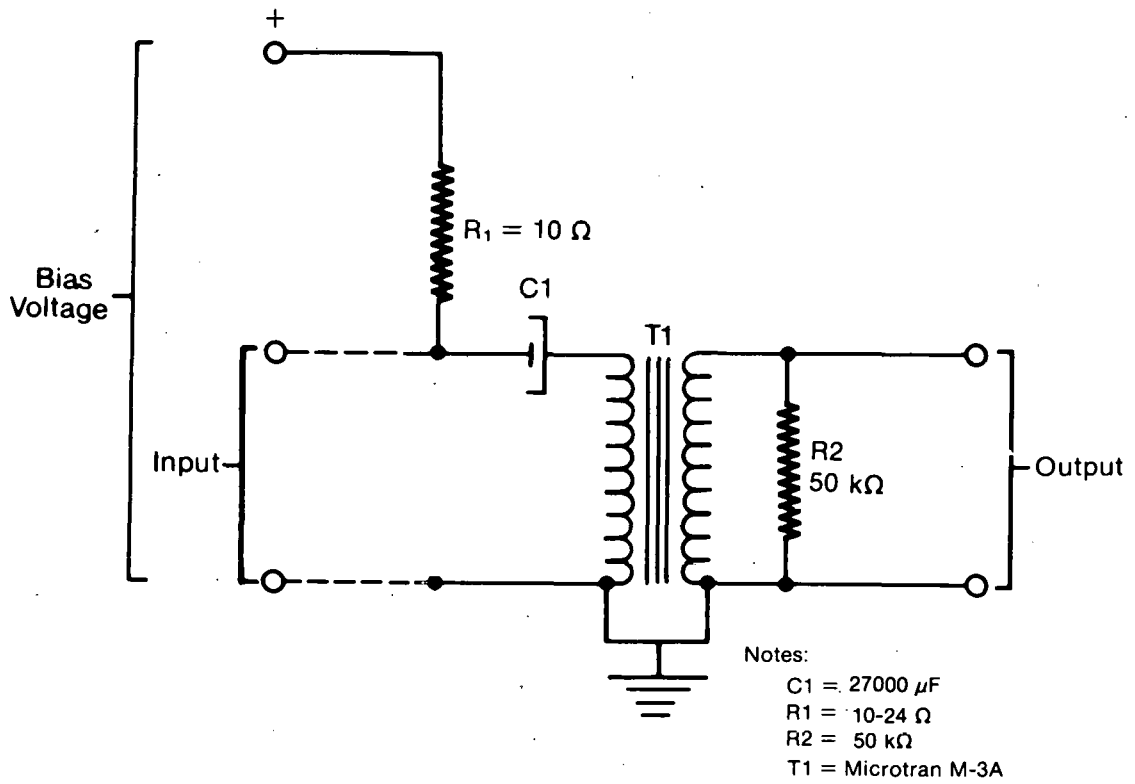 +
R₁ = 10 Ω
Bias
Voltage
C1
T1
Input
R2
50 kΩ
Output
Notes:
C1 = 27000 µF
R1 = 10-24 Ω
R2 = 50 kΩ
T1 = Microtran M-3A